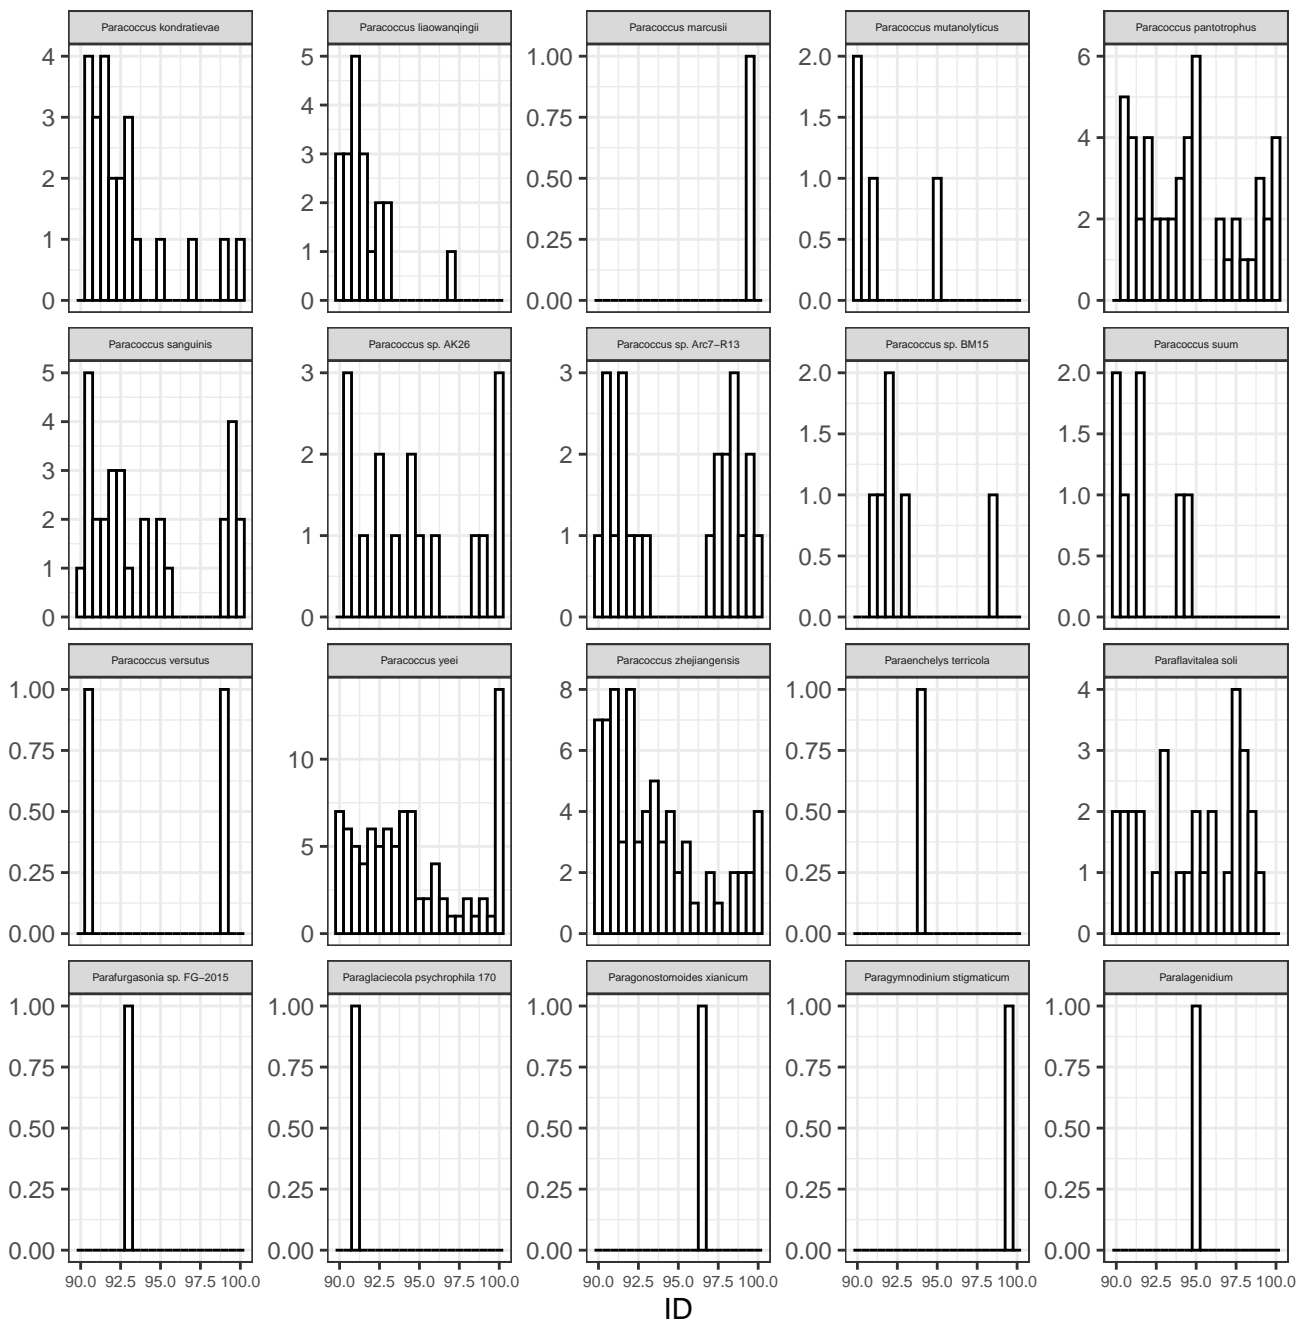 Paracoccus kondratievae Paracoccus liaowanqingii Paracoccus marcusii Paracoccus mutanolyticus Paracoccus pantotrophus
4 5 1.00 2.0 6
3 4 0.75 1.5 4
2 3 0.50 1.0 2
1 2 0.25 0.5 0
0 1 0.00 0.0
0
Paracoccus sanguinis Paracoccus sp. AK26 Paracoccus sp. Arc7−R13 Paracoccus sp. BM15 Paracoccus suum
5 3 3 2.0 2.0
4 2 2 1.5 1.5
3 1 1 1.0 1.0
2 0 0 0.5 0.5
1 0.0 0.0
0
Paracoccus versutus Paracoccus yeei Paracoccus zhejiangensis Paraenchelys terricola Paraflavitalea soli
1.00 10 8 1.00 4
0.75 5 6 0.75 3
0.50 0 4 0.50 2
0.25 2 0.25 1
0.00 0 0.00 0
Parafurgasonia sp. FG−2015 Paraglaciecola psychrophila 170 Paragonostomoides xianicum Paragymnodinium stigmaticum Paralagenidium
1.00 1.00 1.00 1.00 1.00
0.75 0.75 0.75 0.75 0.75
0.50 0.50 0.50 0.50 0.50
0.25 0.25 0.25 0.25 0.25
0.00 0.00 0.00 0.00 0.00
90.0 92.5 95.0 97.5 100.0 90.0 92.5 95.0 97.5 100.0 90.0 92.5 95.0 97.5 100.0 90.0 92.5 95.0 97.5 100.0 90.0 92.5 95.0 97.5 100.0
ID